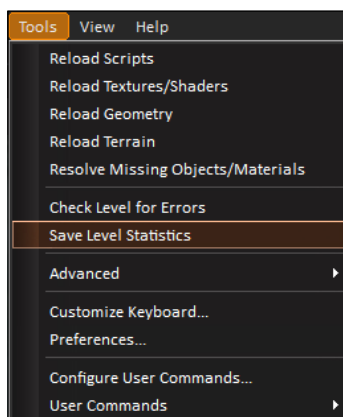 Tools View Help
Reload Scripts
Reload Textures/Shaders
Reload Geometry
Reload Terrain
Resolve Missing Objects/Materials
Check Level for Errors
Save Level Statistics
Advanced
Customize Keyboard...
Preferences...
Configure User Commands...
User Commands